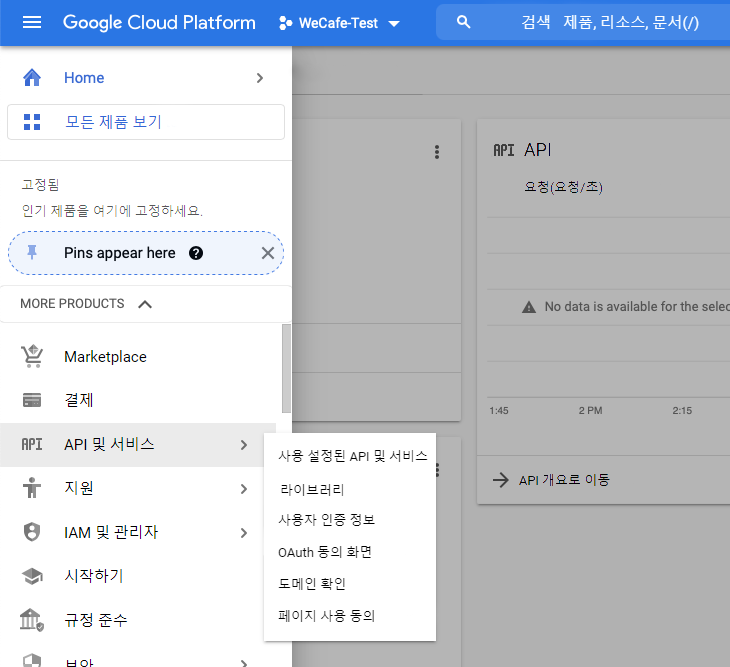 Google Cloud Platform
WeCafe-Test
검색 제품, 리소스, 문서(/)
Home
모든 제품 보기
고정됨
인기 제품을 여기에 고정하세요.
Pins appear here
MORE PRODUCTS
Marketplace
결제
API API 및 서비스
지원
IAM 및 관리자
시작하기
규정 준수
보안
사용 설정된 API 및 서비스
라이브러리
사용자 인증 정보
OAuth 동의 화면
도메인 확인
페이지 사용 동의
API API
요청(요청/초)
No data is available for the selec
1:45 2 PM 2:15
API 개요로 이동